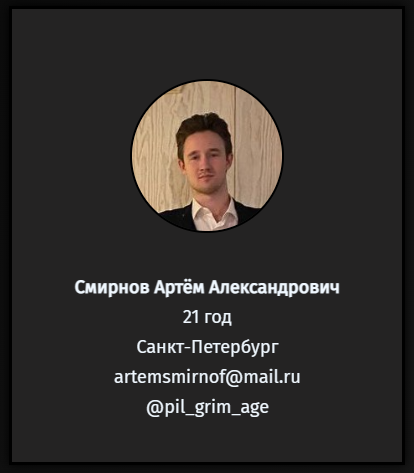 Смирнов Артём Александрович
21 год
Санкт-Петербург
artemsmirnof@mail.ru
@pil_grim_age